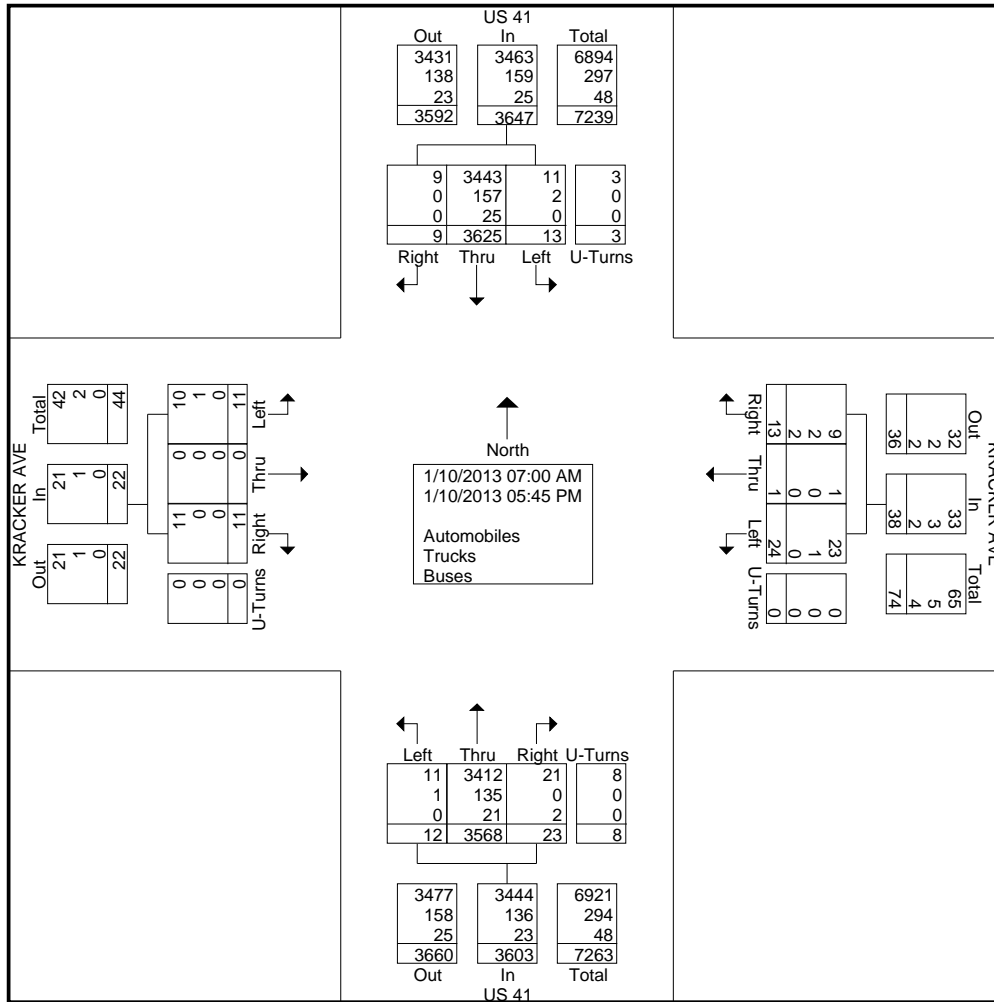 US 41
Out In Total
3431 3463 6894
138 159 297
23 25 48
3592 3647 7239
9 3443 11 3
0 157 2 0
0 25 0 0
9 3625 13 3
Right Thru Left U-Turns
KRACKER AVE
Total
42 2 0 44
In
21 1 0 22
Out
21 1 0 22
10 1 0 11
Left
0 0 0 0
Thru
11 0 0 11
Right
0 0 0 0
U-Turns
North
1/10/2013 07:00 AM
1/10/2013 05:45 PM
Automobiles
Trucks
Buses
Right
9 2 2 13
Thru
1 0 0 1
Left
23 1 0 24
U-Turns
0 0 0 0
Out
32 2 2 36
In
33 3 2 38
Total
65 5 4 74
KRACKER AVE
Left Thru Right U-Turns
11 3412 21 8
1 135 0 0
0 21 2 0
12 3568 23 8
3477 3444 6921
158 136 294
25 23 48
3660 3603 7263
Out In Total
US 41